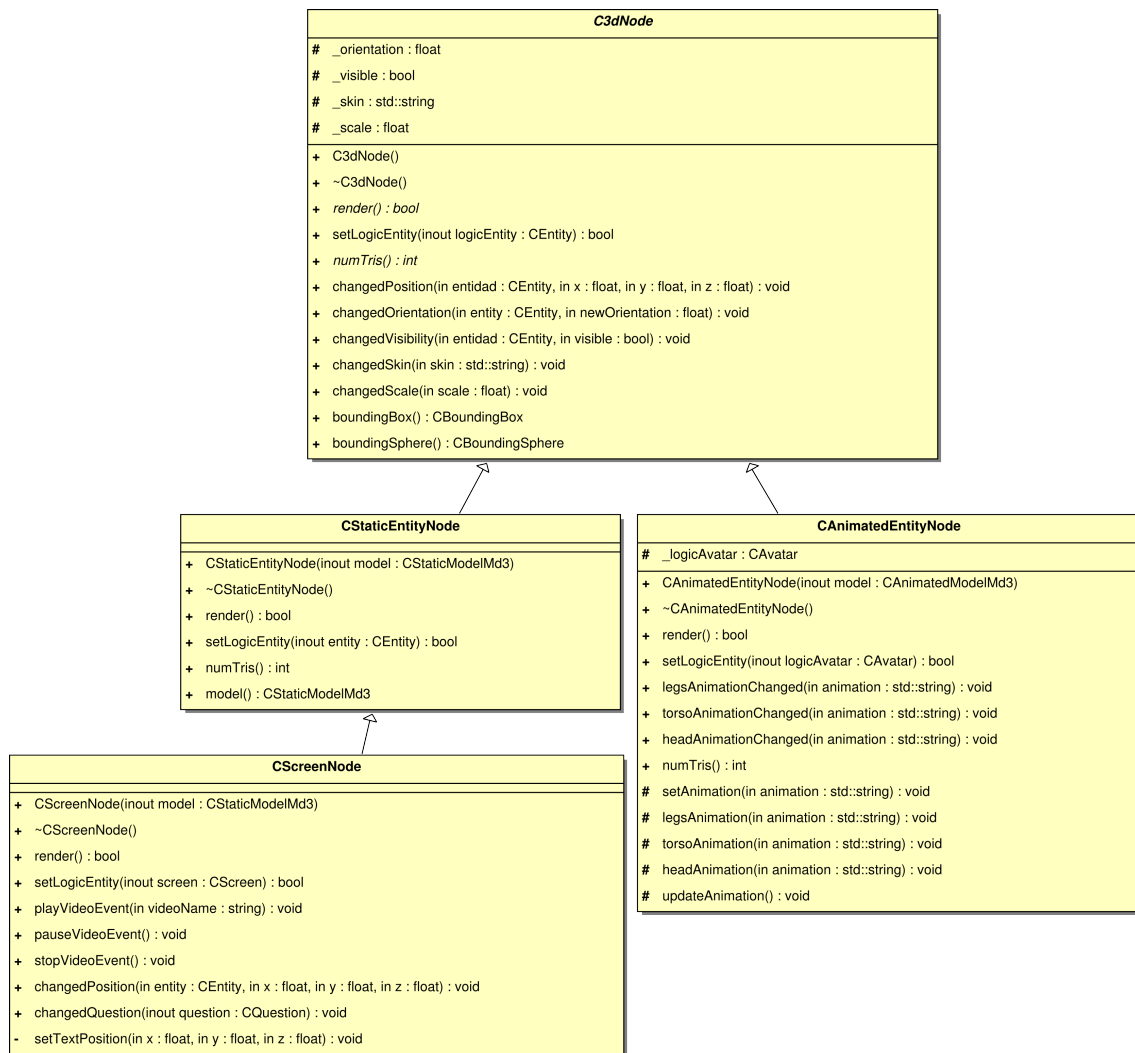 C3dNode
# _orientation : float
# _visible : bool
# _skin : std::string
# _scale : float
+ C3dNode()
+ ~C3dNode()
+ render() : bool
+ setLogicEntity(inout logicEntity : CEntity) : bool
+ numTris() : int
+ changedPosition(in entidad : CEntity, in x : float, in y : float, in z : float) : void
+ changedOrientation(in entity : CEntity, in newOrientation : float) : void
+ changedVisibility(in entidad : CEntity, in visible : bool) : void
+ changedSkin(in skin : std::string) : void
+ changedScale(in scale : float) : void
+ boundingBox() : CBoundingBox
+ boundingSphere() : CBoundingSphere
CStaticEntityNode
+ CStaticEntityNode(inout model : CStaticModelMd3)
+ ~CStaticEntityNode()
+ render() : bool
+ setLogicEntity(inout entity : CEntity) : bool
+ numTris() : int
+ model() : CStaticModelMd3
CAnimatedEntityNode
# _logicAvatar : CAvatar
+ CAnimatedEntityNode(inout model : CAnimatedModelMd3)
+ ~CAnimatedEntityNode()
+ render() : bool
+ setLogicEntity(inout logicAvatar : CAvatar) : bool
+ legsAnimationChanged(in animation : std::string) : void
+ torsoAnimationChanged(in animation : std::string) : void
+ headAnimationChanged(in animation : std::string) : void
+ numTris() : int
# setAnimation(in animation : std::string) : void
# legsAnimation(in animation : std::string) : void
# torsoAnimation(in animation : std::string) : void
# headAnimation(in animation : std::string) : void
# updateAnimation() : void
CScreenNode
+ CScreenNode(inout model : CStaticModelMd3)
+ ~CScreenNode()
+ render() : bool
+ setLogicEntity(inout screen : CScreen) : bool
+ playVideoEvent(in videoName : string) : void
+ pauseVideoEvent() : void
+ stopVideoEvent() : void
+ changedPosition(in entity : CEntity, in x : float, in y : float, in z : float) : void
+ changedQuestion(inout question : CQuestion) : void
- setTextPosition(in x : float, in y : float, in z : float) : void